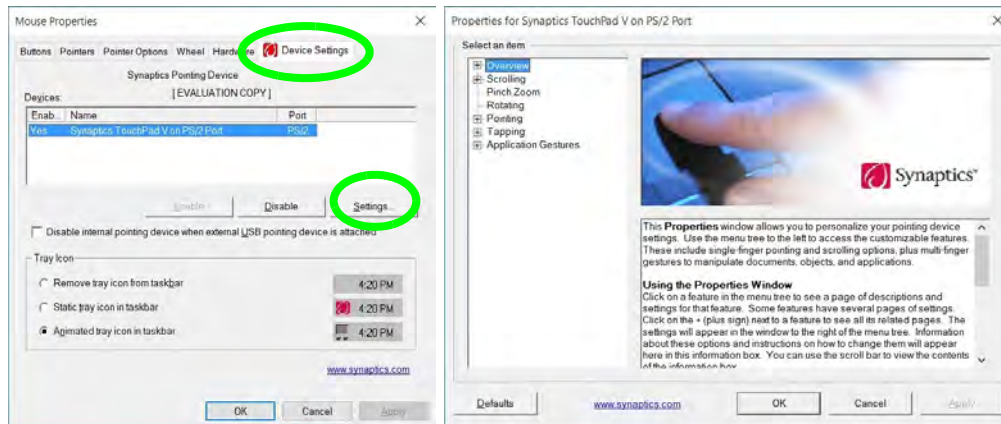 Mouse Properties
Buttons Pointers Pointer Options Wheel Hardware Device Settings
Synaptics Pointing Device
[ EVALUATION COPY ]
Devices:
Enab... Name Port
Yes Synaptics TouchPad V on PS/2 Port PS/2
Enable Disable Settings...
Disable internal pointing device when external USB pointing device is attached
Tray Icon
Remove tray icon from taskbar 4:20 PM
Static tray icon in taskbar 4:20 PM
Animated tray icon in taskbar 4:20 PM
www.synaptics.com
OK Cancel Apply
Properties for Synaptics TouchPad V on PS/2 Port
Select an item
Overview
Scrolling
Pinch Zoom
Rotating
Pointing
Tapping
Application Gestures
Synaptics™
This Properties window allows you to personalize your pointing device
settings. Use the menu tree to the left to access the customizable features.
These include single-finger pointing and scrolling options, plus multi-finger
gestures to manipulate documents, objects, and applications.
Using the Properties Window
Click on a feature in the menu tree to see a page of descriptions and
settings for that feature. Some features have several pages of settings.
Click on the + (plus sign) next to a feature to see all its related pages. The
settings will appear in the window to the right of the menu tree. Information
about these options and instructions on how to change them will appear
here in this information box. You can use the scroll bar to view the contents
of the information box.
Defaults www.synaptics.com OK Cancel Apply